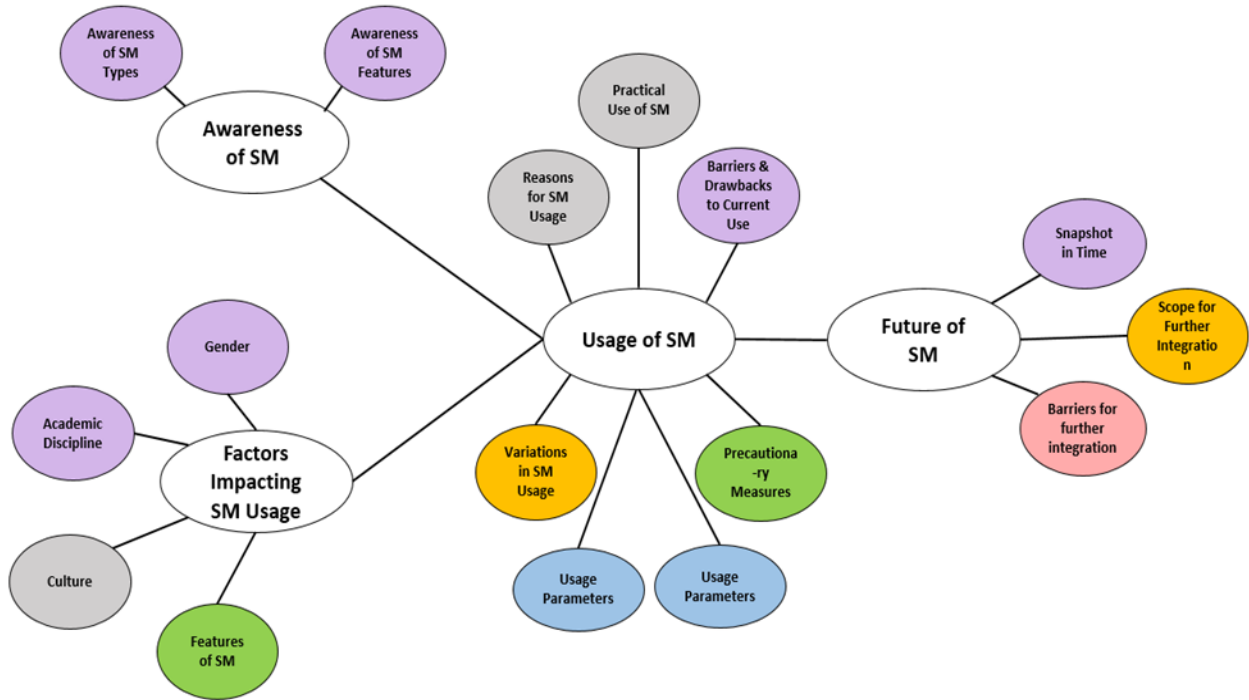 Awareness
of SM
Types
Awareness
of SM
Features
Awareness
of SM
Practical
Use of SM
Reasons
for SM
Usage
Barriers &
Drawbacks
to Current
Use
Snapshot
in Time
Usage of SM
Future of
SM
Scope for
Further
Integratio
n
Barriers for
further
integration
Gender
Academic
Discipline
Factors
Impacting
SM Usage
Culture
Features
of SM
Variations
in SM
Usage
Precautiona
-ry
Measures
Usage
Parameters
Usage
Parameters